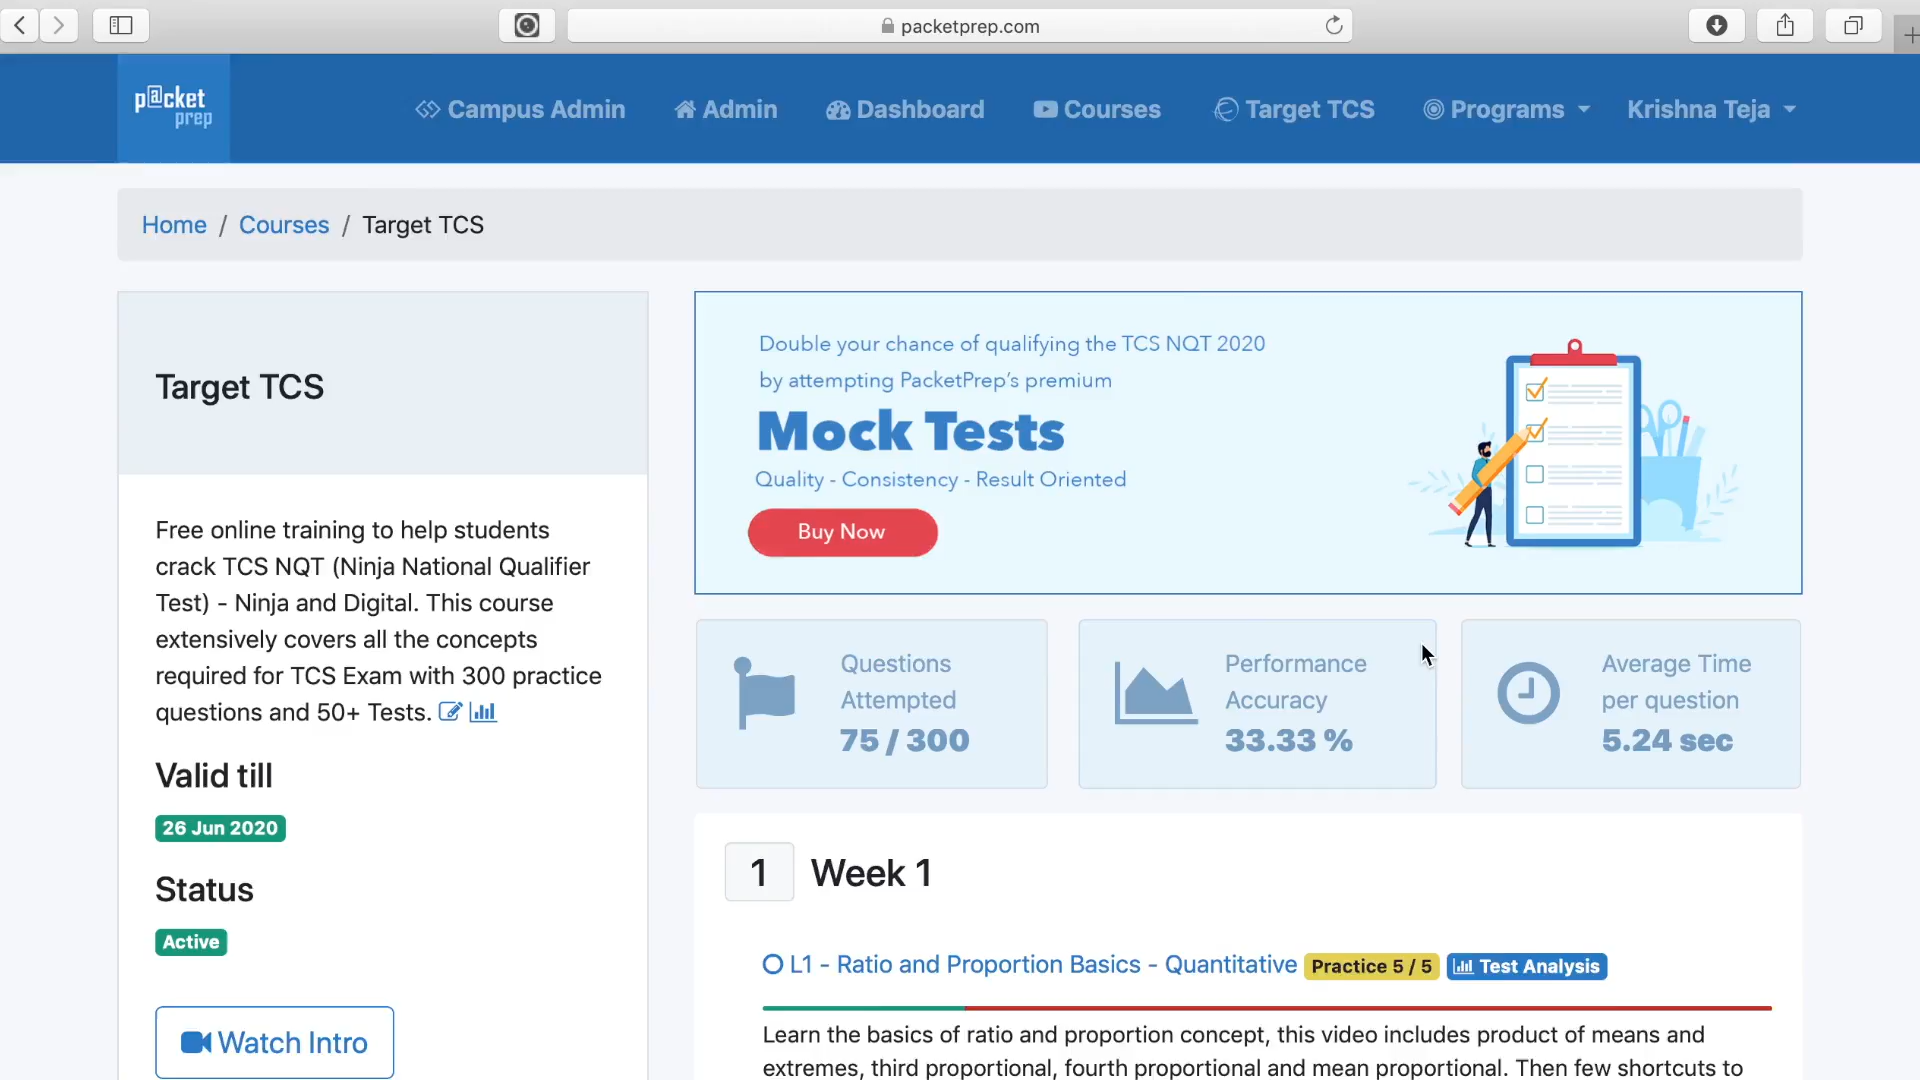 packetprep.com
p@cket
prep
Campus Admin
Admin
Dashboard
Courses
Target TCS
Programs
Krishna Teja
Home / Courses / Target TCS
Target TCS
Free online training to help students
crack TCS NQT (Ninja National Qualifier
Test) - Ninja and Digital. This course
extensively covers all the concepts
required for TCS Exam with 300 practice
questions and 50+ Tests.
Valid till
26 Jun 2020
Status
Active
Watch Intro
Double your chance of qualifying the TCS NQT 2020
by attempting PacketPrep's premium
Mock Tests
Quality - Consistency - Result Oriented
Buy Now
Questions
Attempted
75 / 300
Performance
Accuracy
33.33 %
Average Time
per question
5.24 sec
1 Week 1
L1 - Ratio and Proportion Basics - Quantitative Practice 5 / 5 Test Analysis
Learn the basics of ratio and proportion concept, this video includes product of means and
extremes, third proportional, fourth proportional and mean proportional. Then few shortcuts to